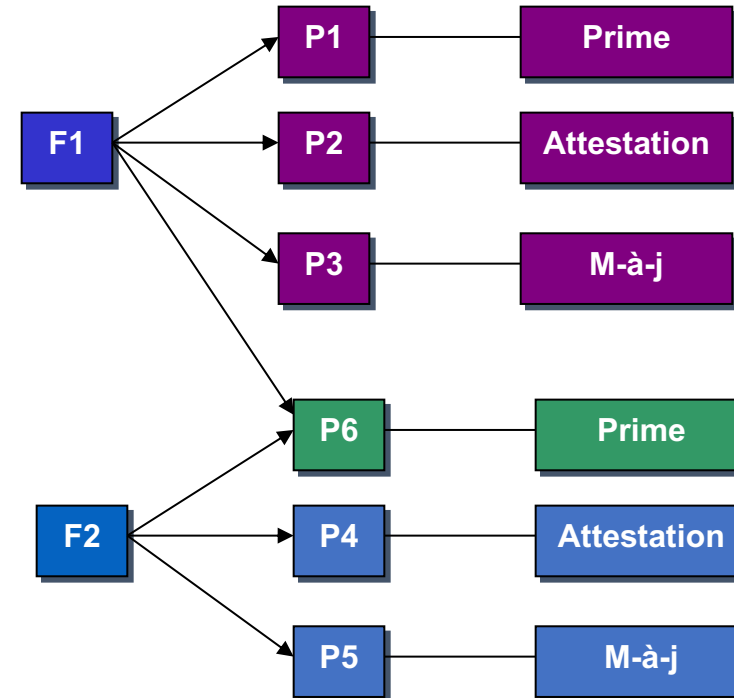 P1 Prime
F1 P2 Attestation
P3 M-à-j
P6 Prime
F2 P4 Attestation
P5 M-à-j